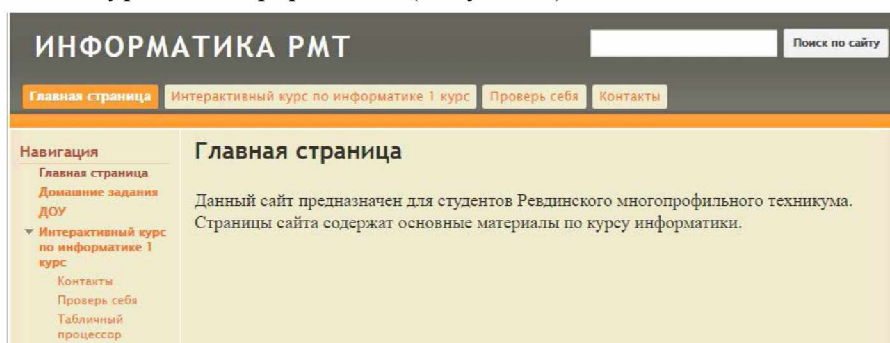 ИНФОРМАТИКА РМТ
Поиск по сайту
Главная страница Интерактивный курс по информатике 1 курс Проверь себя Контакты
Навигация
Главная страница
Домашние задания
ДОУ
Интерактивный курс
по информатике 1
курс
Контакты
Проверь себя
Табличный
процессор
Главная страница
Данный сайт предназначен для студентов Ревдинского многопрофильного техникума.
Страницы сайта содержат основные материалы по курсу информатики.